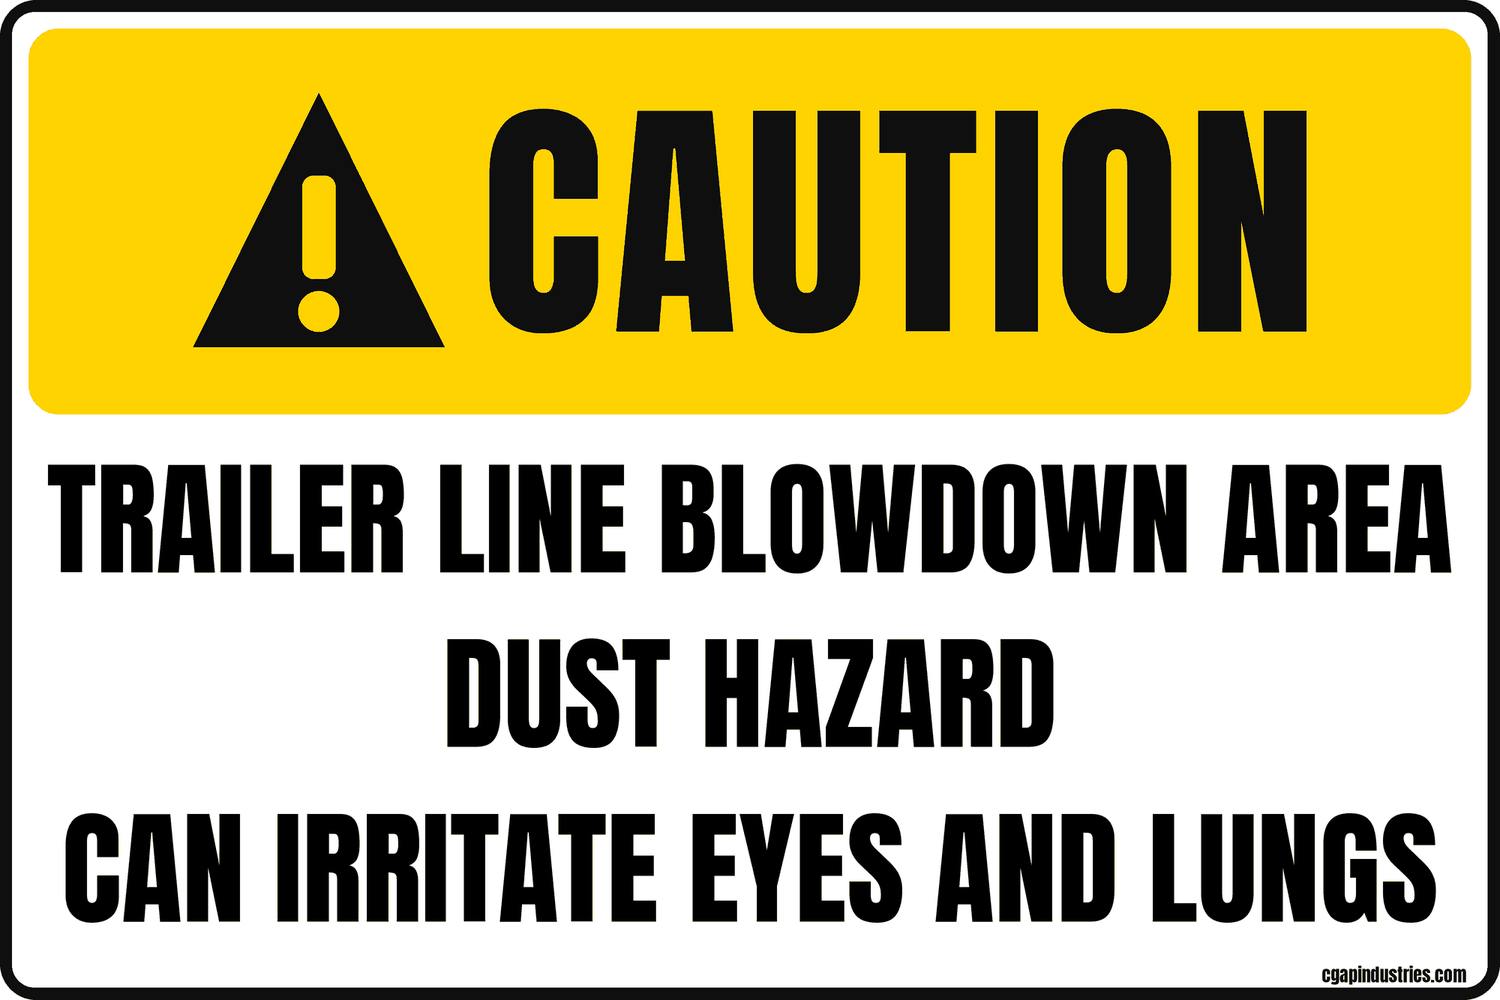 CAUTION
TRAILER LINE BLOWDOWN AREA
DUST HAZARD
CAN IRRITATE EYES AND LUNGS
cgapindustries.com